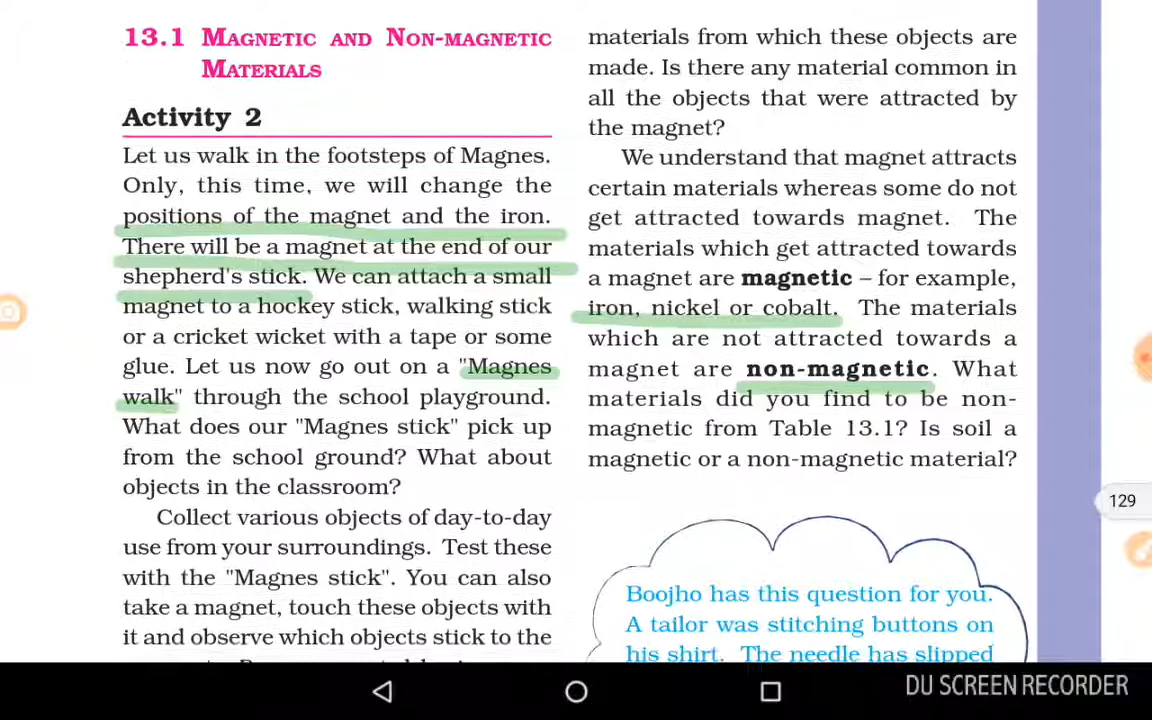 13.1 MAGNETIC AND NON-MAGNETIC
MATERIALS
Activity 2
Let us walk in the footsteps of Magnes.
Only, this time, we will change the
positions of the magnet and the iron.
There will be a magnet at the end of our
shepherd's stick. We can attach a small
magnet to a hockey stick, walking stick
or a cricket wicket with a tape or some
glue. Let us now go out on a "Magnes
walk" through the school playground.
What does our "Magnes stick" pick up
from the school ground? What about
objects in the classroom?
Collect various objects of day-to-day
use from your surroundings. Test these
with the "Magnes stick". You can also
take a magnet, touch these objects with
it and observe which objects stick to the
materials from which these objects are
made. Is there any material common in
all the objects that were attracted by
the magnet?
We understand that magnet attracts
certain materials whereas some do not
get attracted towards magnet. The
materials which get attracted towards
a magnet are magnetic – for example,
iron, nickel or cobalt. The materials
which are not attracted towards a
magnet are non-magnetic. What
materials did you find to be non-
magnetic from Table 13.1? Is soil a
magnetic or a non-magnetic material?
Boojho has this question for you.
A tailor was stitching buttons on
his shirt. The needle has slipped
129
DU SCREEN RECORDER